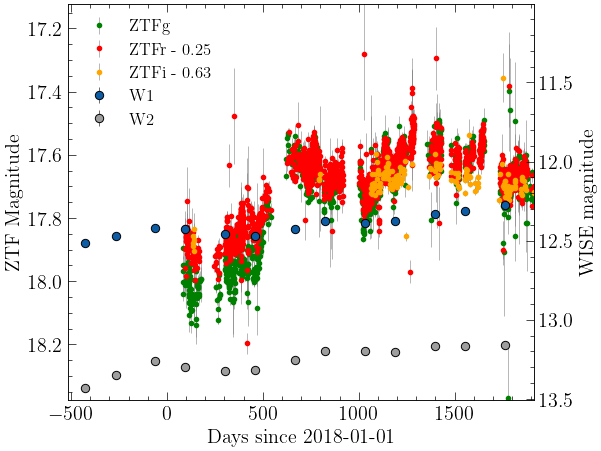 ZTFg
ZTFr - 0.25
ZTFi - 0.63
W1
W2
17.2
17.4
17.6
17.8
18.0
18.2
ZTF Magnitude
11.5
12.0
12.5
13.0
13.5
WISE magnitude
−500
0
500
1000
1500
Days since 2018-01-01